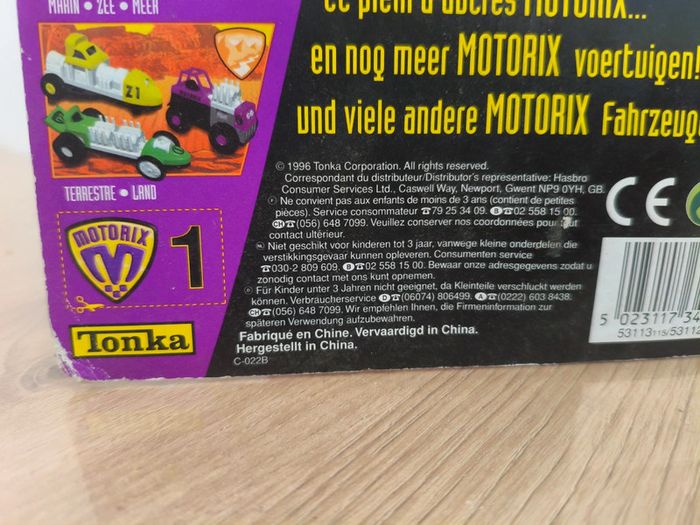 MARIN • ZEE • MEER
Z1
TERRESTRE • LAND
MOTORIX
1
Tonka
MOTORIX...
en nog meer MOTORIX voertuigen!
und viele andere MOTORIX Fahrzeug
© 1996 Tonka Corporation. All rights reserved.
Correspondant du distributeur/Distributor's representative: Hasbro
Consumer Services Ltd., Caswell Way, Newport, Gwent NP9 0YH, GB.
Ne convient pas aux enfants de moins de 3 ans (contient de petites
pièces). Service consommateur ☎79 25 34 09. B ☎02 558 15 00.
CH ☎(056) 648 7099. Veuillez conserver nos coordonnées pour tout
contact ultérieur.
Niet geschikt voor kinderen tot 3 jaar, vanwege kleine onderdelen die
verstikkingsgevaar kunnen opleveren. Consumenten service
☎030-2 809 609. B ☎02 558 15 00. Bewaar onze adresgegevens zodat u
zonodig contact met ons kunt opnemen.
Für Kinder unter 3 Jahren nicht geeignet, da Kleinteile verschluckt werden
können. Verbraucherservice D ☎(06074) 806499. A ☎(0222) 603 8438.
CH ☎(056) 648 7099. Wir empfehlen Ihnen, die Firmeninformation zur
späteren Verwendung aufzubewahren.
Fabriqué en Chine. Vervaardigd in China.
Hergestellt in China.
C-022B
CE
5 023117 34
53113115/53112